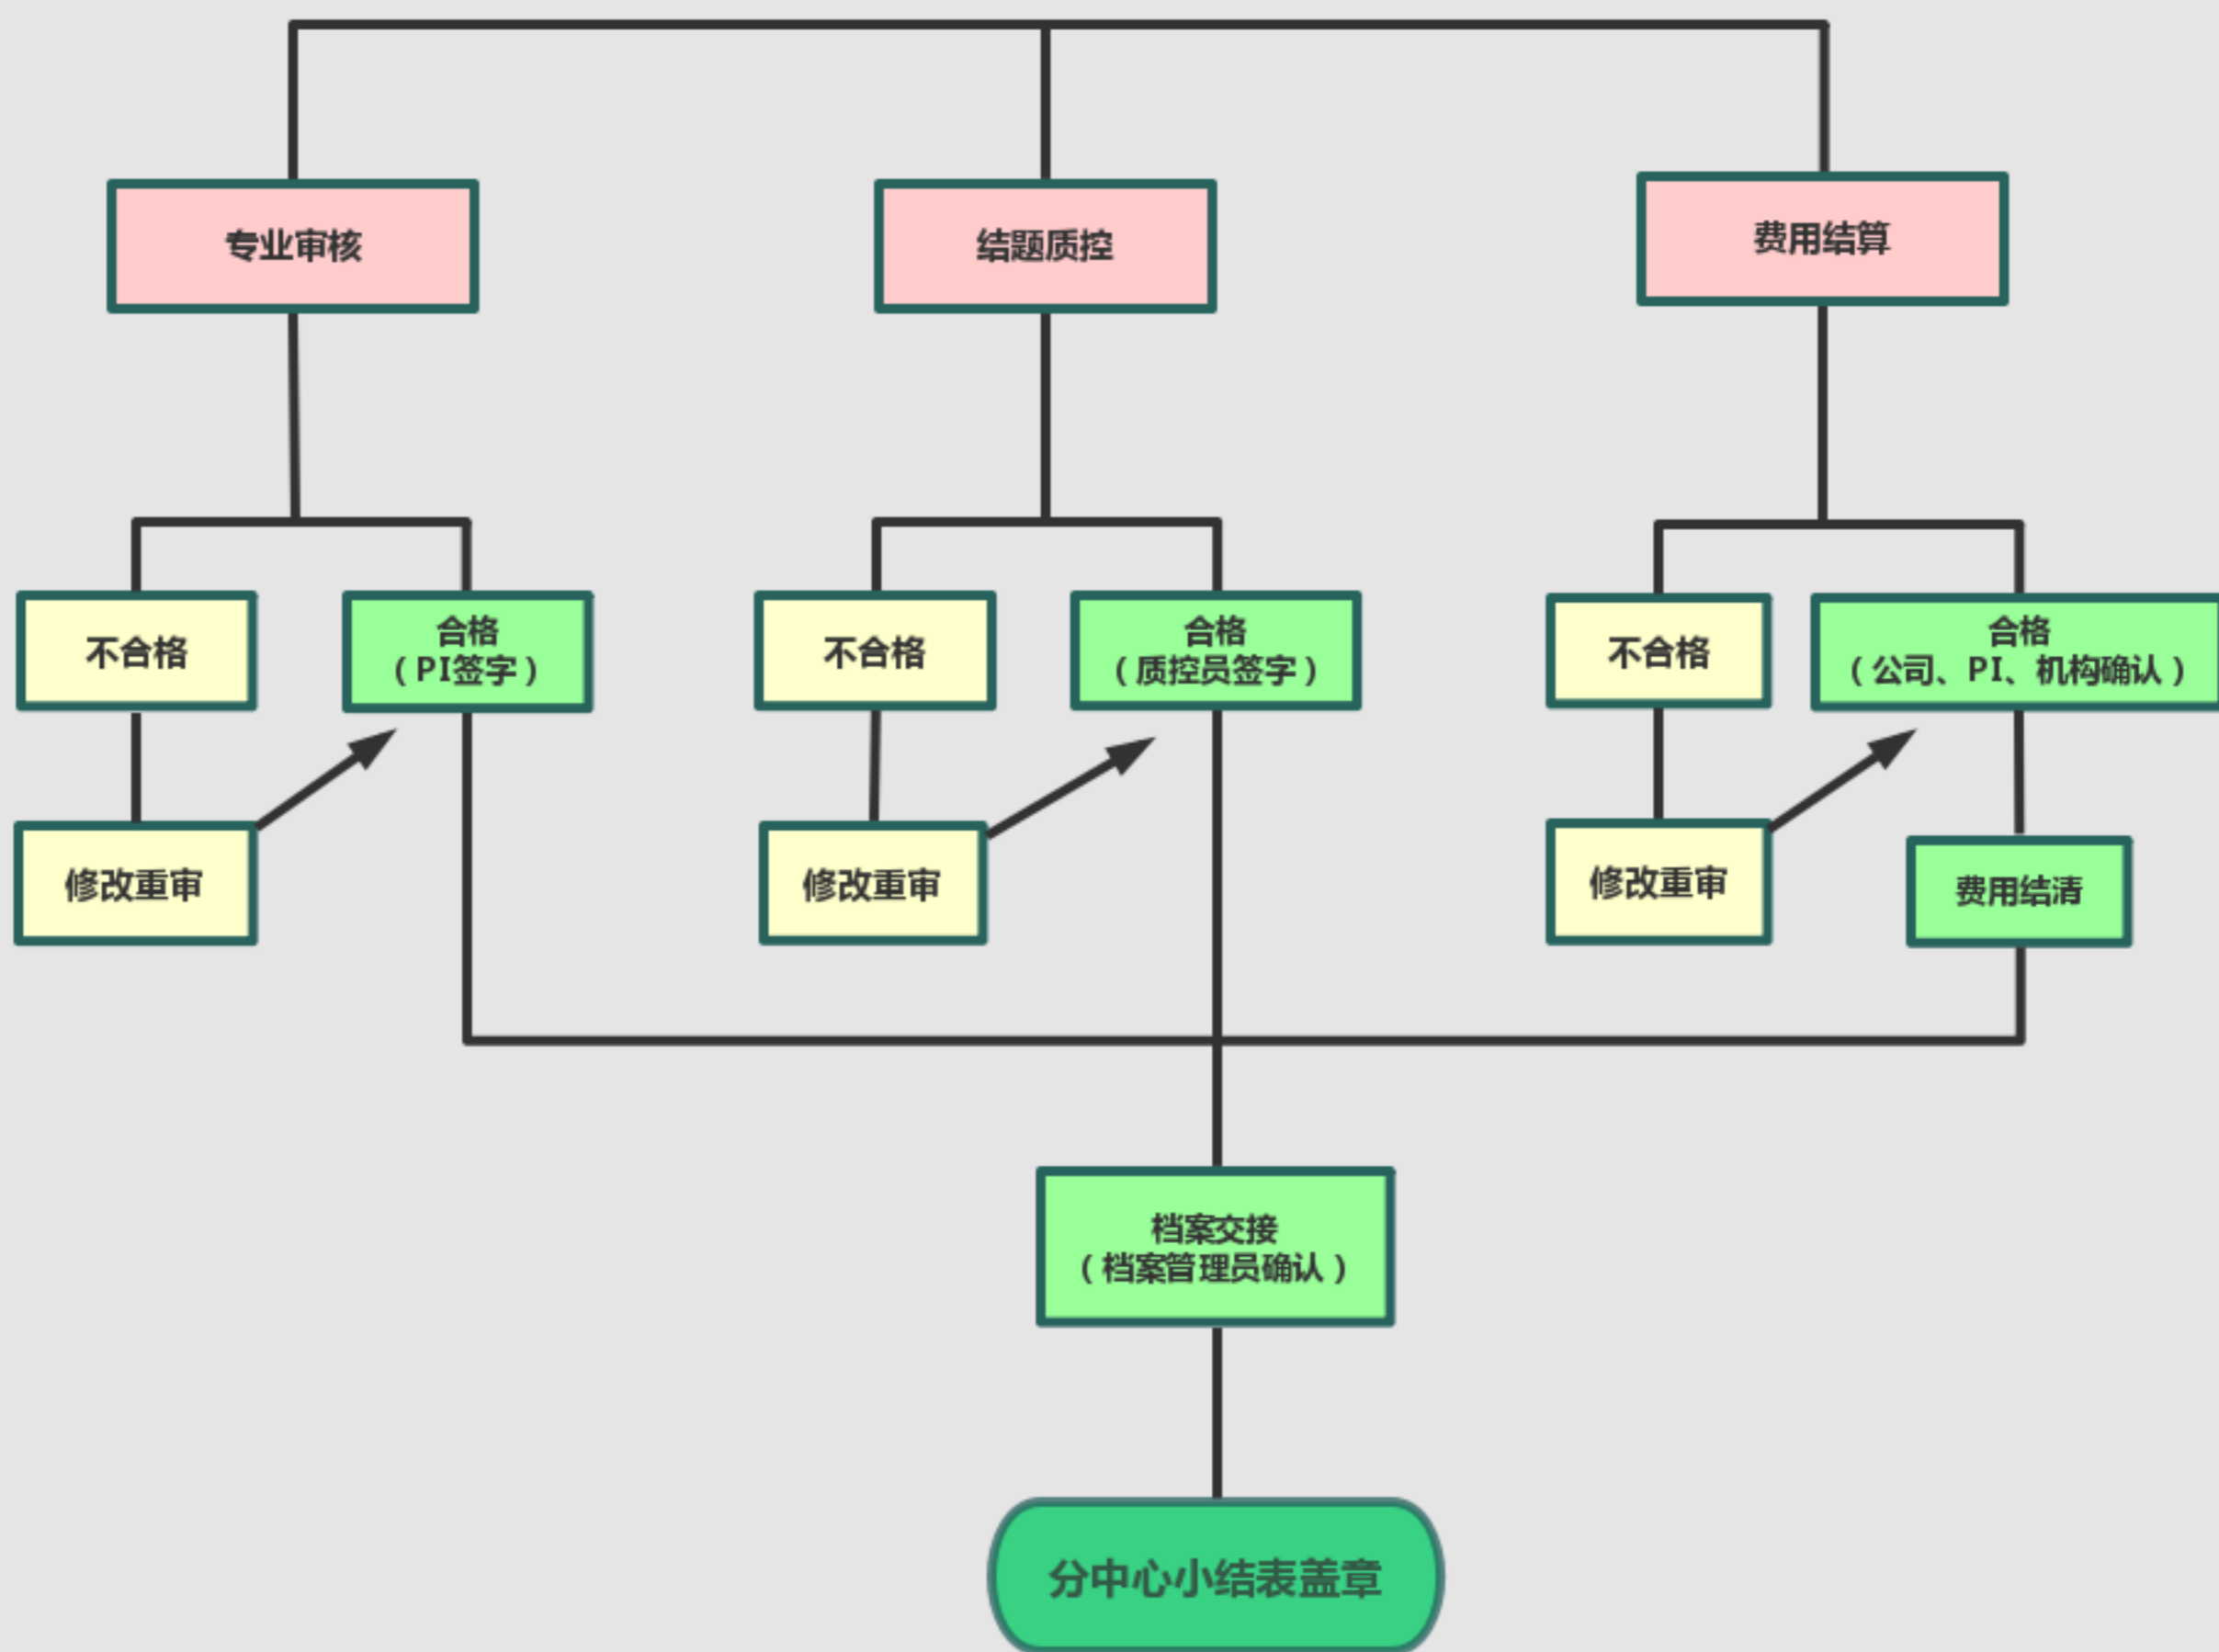 专业审核
结题质控
费用结算
不合格
合格
（PI签字）
不合格
合格
（质控员签字）
不合格
合格
（公司、PI、机构确认）
修改重审
修改重审
修改重审
费用结清
档案交接
（档案管理员确认）
分中心小结表盖章